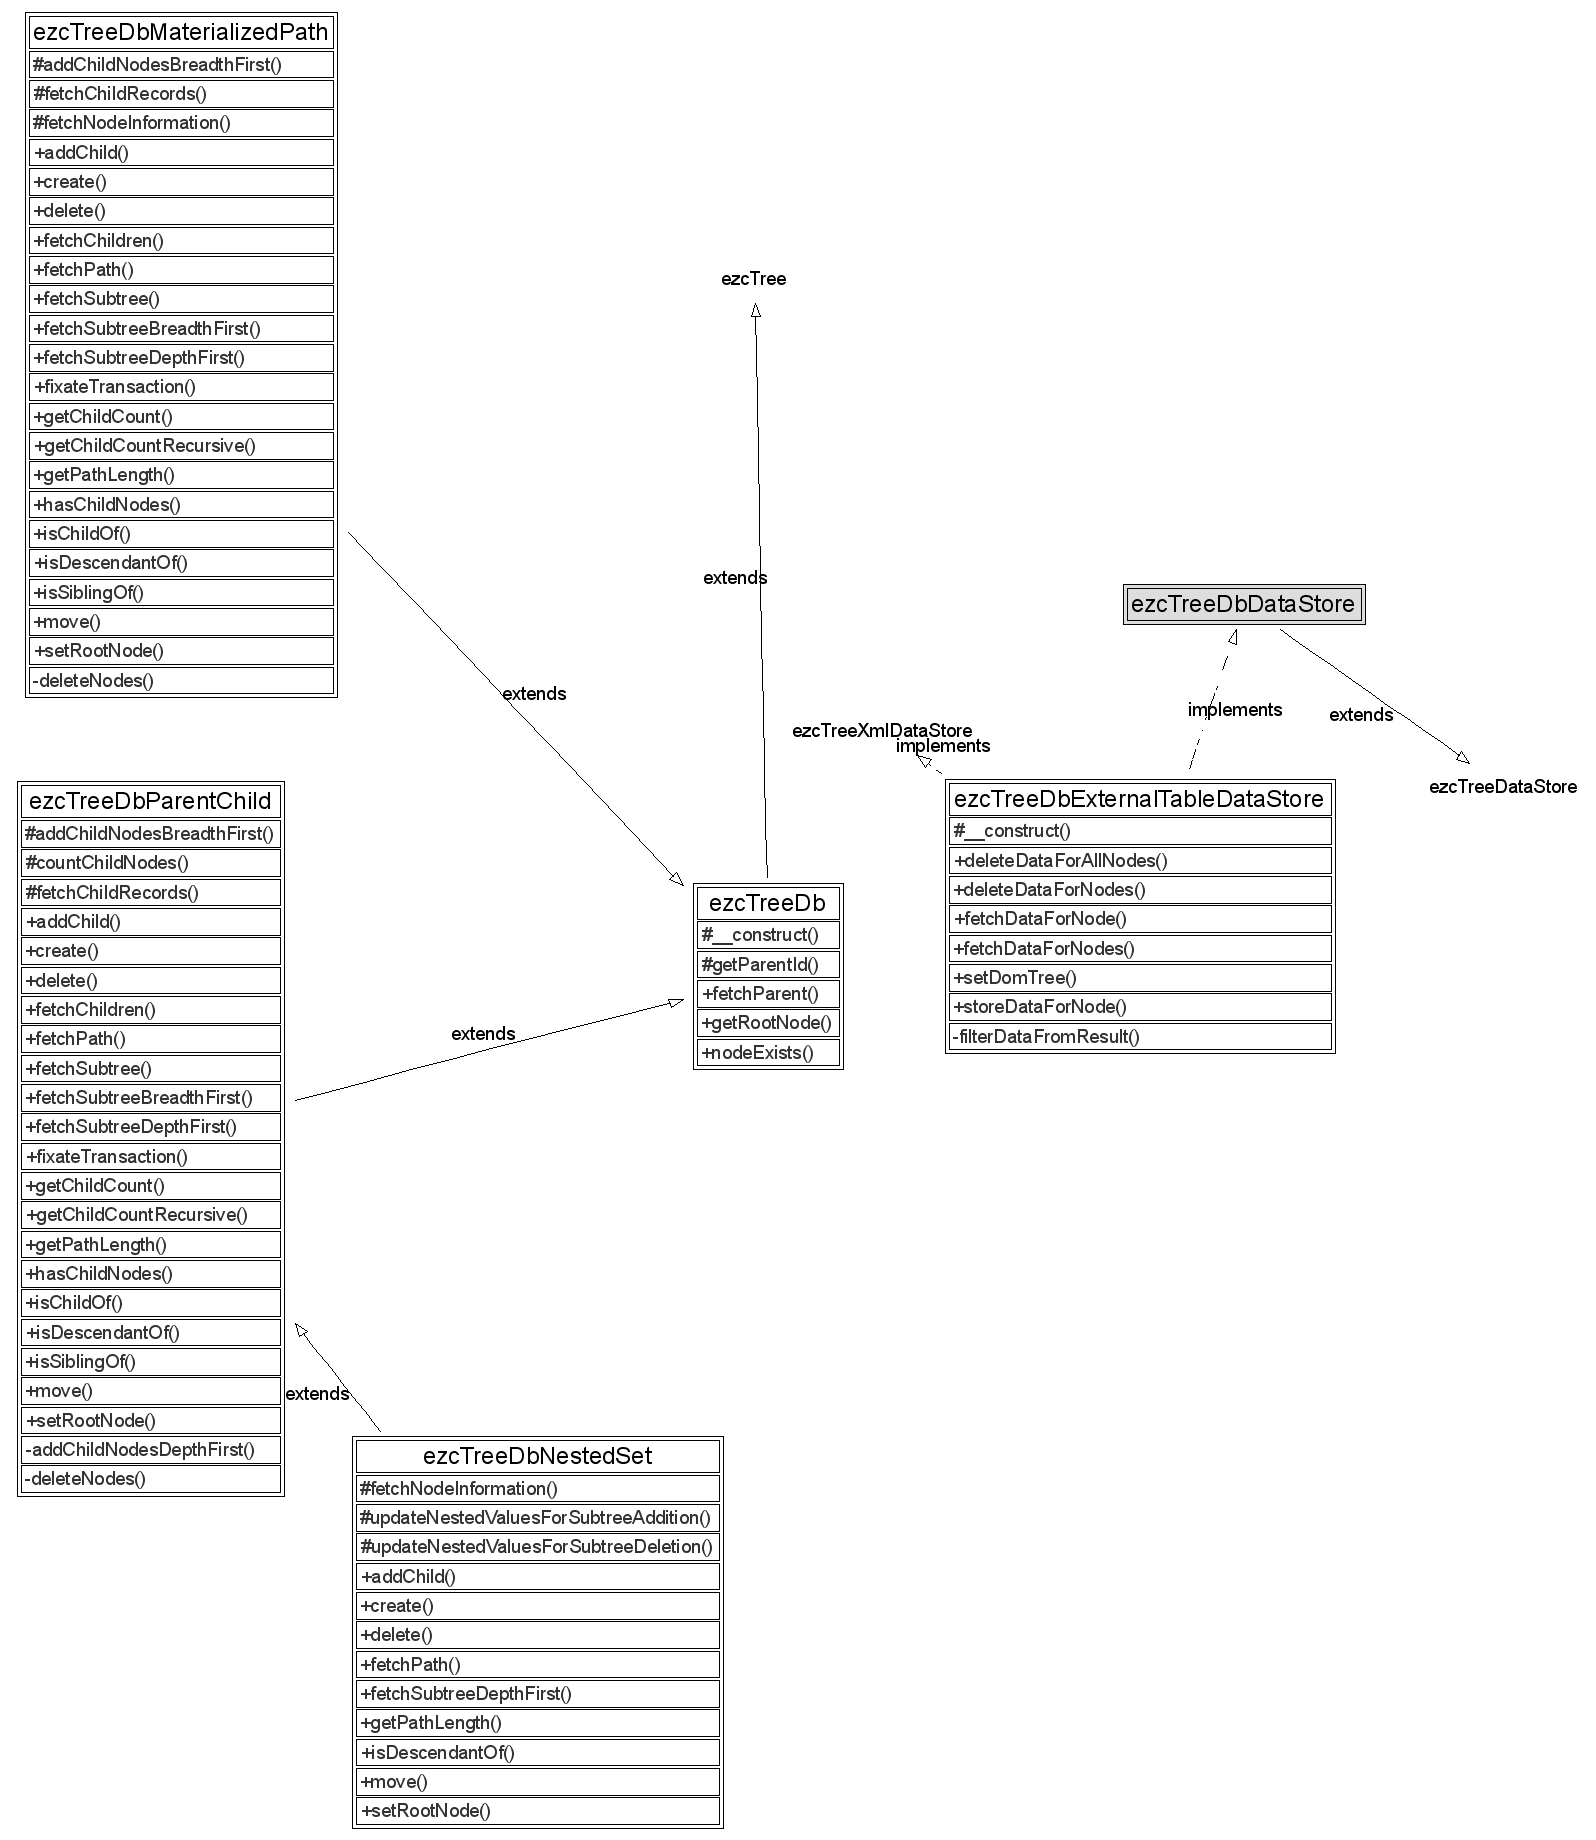 ezcTreeDbMaterializedPath
#addChildNodesBreadthFirst()
#fetchChildRecords()
#fetchNodeInformation()
+addChild()
+create()
+delete()
+fetchChildren()
+fetchPath()
+fetchSubtree()
+fetchSubtreeBreadthFirst()
+fetchSubtreeDepthFirst()
+fixateTransaction()
+getChildCount()
+getChildCountRecursive()
+getPathLength()
+hasChildNodes()
+isChildOf()
+isDescendantOf()
+isSiblingOf()
+move()
+setRootNode()
-deleteNodes()
extends
ezcTree
extends
ezcTreeDbDataStore
implements
extends
ezcTreeXmlDataStore
implements
ezcTreeDataStore
ezcTreeDbParentChild
#addChildNodesBreadthFirst()
#countChildNodes()
#fetchChildRecords()
+addChild()
+create()
+delete()
+fetchChildren()
+fetchPath()
+fetchSubtree()
+fetchSubtreeBreadthFirst()
+fetchSubtreeDepthFirst()
+fixateTransaction()
+getChildCount()
+getChildCountRecursive()
+getPathLength()
+hasChildNodes()
+isChildOf()
+isDescendantOf()
+isSiblingOf()
+move()
+setRootNode()
-addChildNodesDepthFirst()
-deleteNodes()
extends
ezcTreeDb
#__construct()
#getParentId()
+fetchParent()
+getRootNode()
+nodeExists()
ezcTreeDbExternalTableDataStore
#__construct()
+deleteDataForAllNodes()
+deleteDataForNodes()
+fetchDataForNode()
+fetchDataForNodes()
+setDomTree()
+storeDataForNode()
-filterDataFromResult()
extends
ezcTreeDbNestedSet
#fetchNodeInformation()
#updateNestedValuesForSubtreeAddition()
#updateNestedValuesForSubtreeDeletion()
+addChild()
+create()
+delete()
+fetchPath()
+fetchSubtreeDepthFirst()
+getPathLength()
+isDescendantOf()
+move()
+setRootNode()